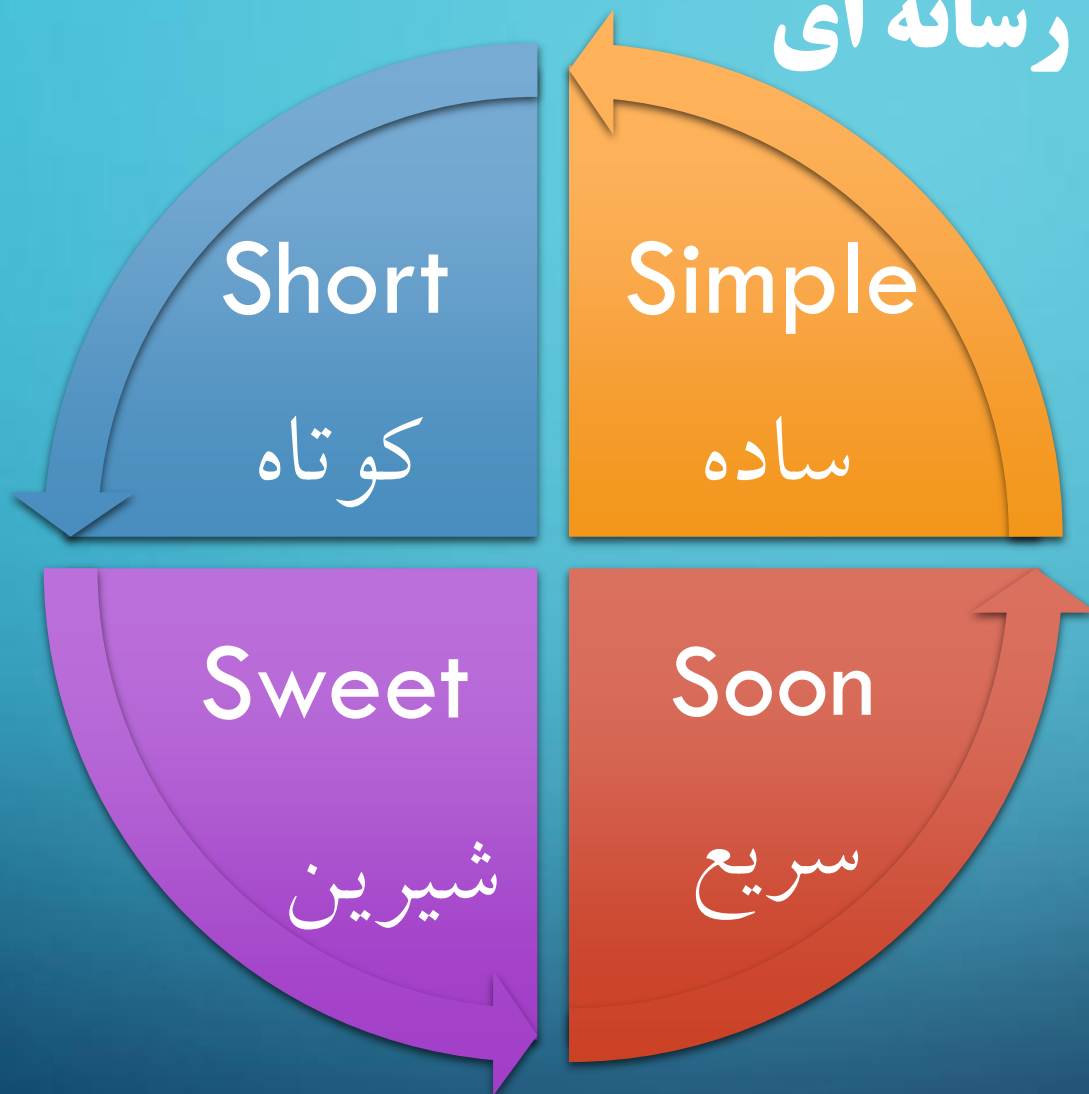 رسانه ای
Short
کوتاه
Simple
ساده
Sweet
شیرین
Soon
سریع